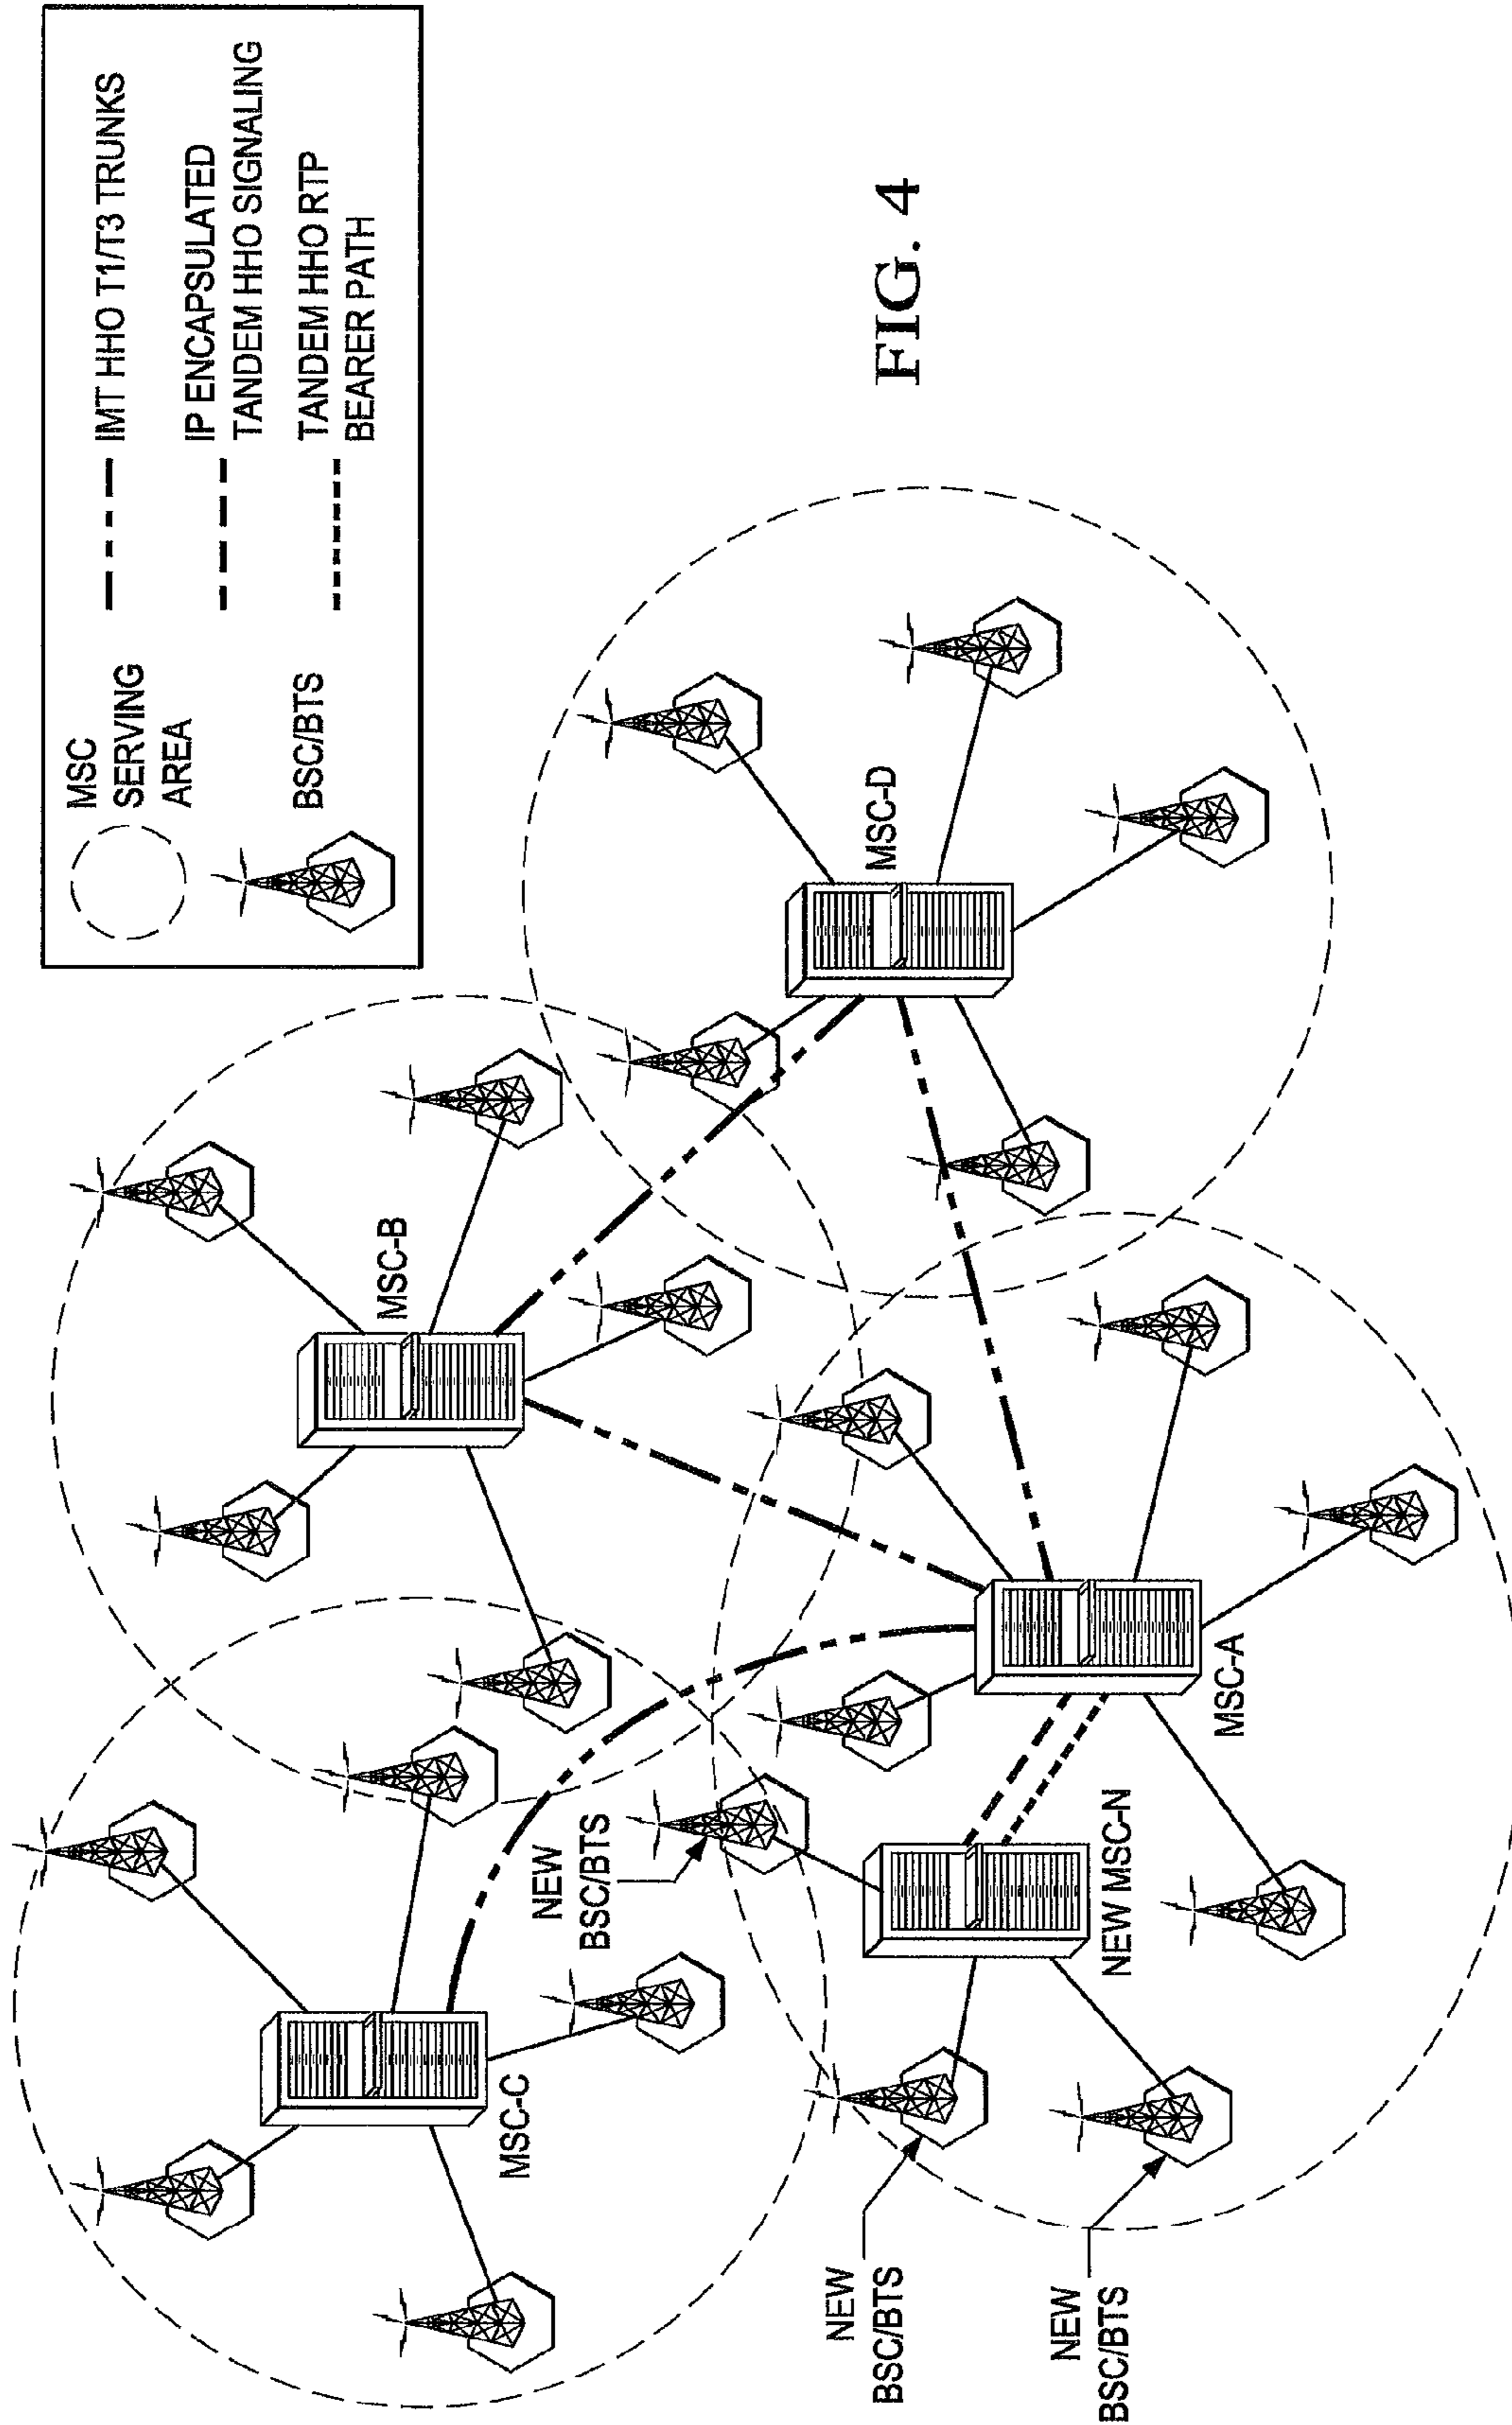 MSC
SERVING
AREA
BSC/BTS
IMT HHO T1/T3 TRUNKS
IP ENCAPSULATED
TANDEM HHO SIGNALING
TANDEM HHO RTP
BEARER PATH
MSC-C
MSC-B
MSC-D
NEW
BSC/BTS
NEW
BSC/BTS
NEW
BSC/BTS
NEW MSC-N
MSC-A
FIG. 4